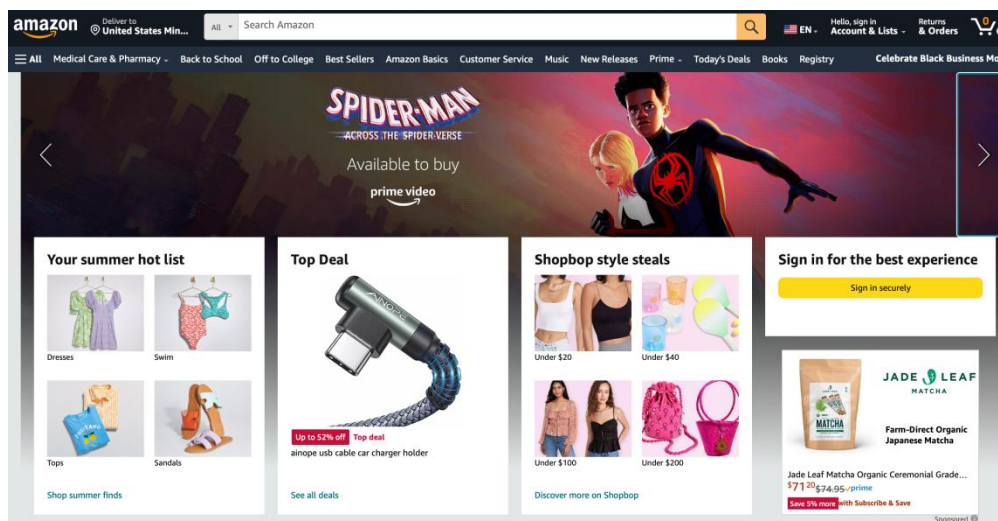 amazon
Deliver to
United States Min...
All
Search Amazon
EN
Hello, sign in
Account & Lists
Returns
& Orders
0
All
Medical Care & Pharmacy
Back to School
Off to College
Best Sellers
Amazon Basics
Customer Service
Music
New Releases
Prime
Today's Deals
Books
Registry
Celebrate Black Business Mo
SPIDER-MAN
ACROSS THE SPIDER-VERSE
Available to buy
prime video
Your summer hot list
Dresses
Swim
Tops
Sandals
Shop summer finds
Top Deal
AINOPE
Up to 52% off Top deal
ainope usb cable car charger holder
See all deals
Shopbop style steals
Under $20
Under $40
Under $100
Under $200
Discover more on Shopbop
Sign in for the best experience
Sign in securely
MATCHA
JADE LEAF
MATCHA
Farm-Direct Organic
Japanese Matcha
Jade Leaf Matcha Organic Ceremonial Grade...
$71.20 $74.95 prime
Save 5% more with Subscribe & Save
Sponsored